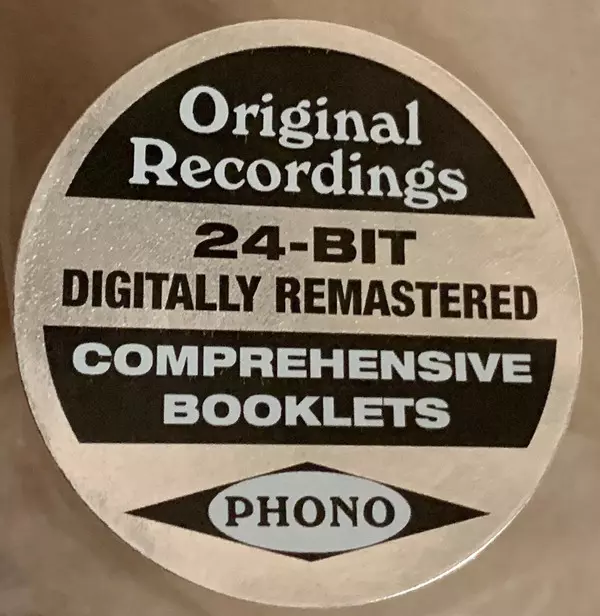 Original
Recordings
24-BIT
DIGITALLY REMASTERED
COMPREHENSIVE
BOOKLETS
PHONO